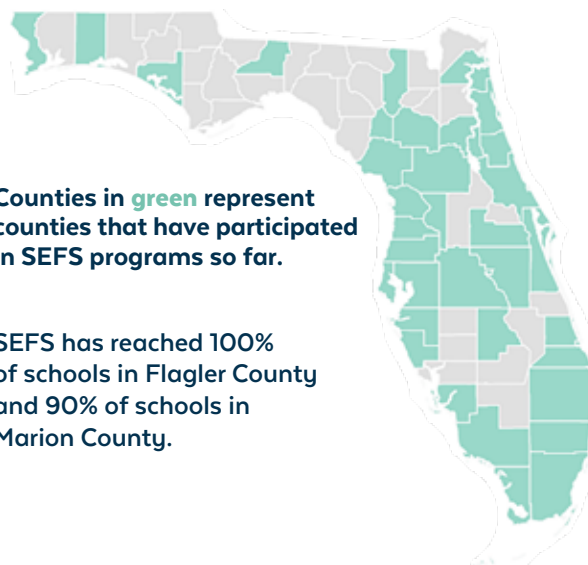 Counties in green represent
counties that have participated
in SEFS programs so far.
SEFS has reached 100%
of schools in Flagler County
and 90% of schools in
Marion County.